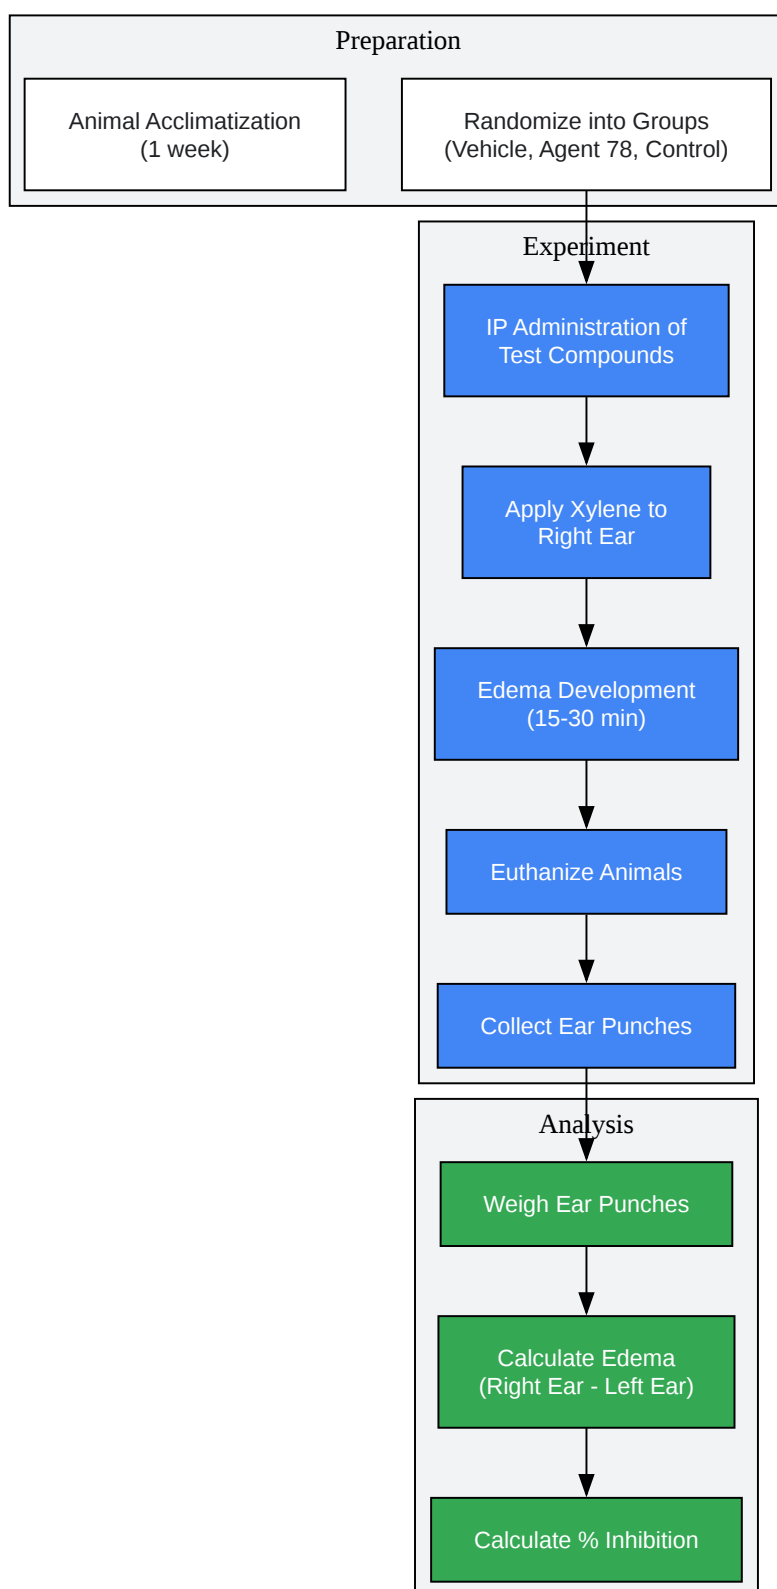 Preparation
Animal Acclimatization
(1 week)
Randomize into Groups
(Vehicle, Agent 78, Control)
Experiment
IP Administration of
Test Compounds
Apply Xylene to
Right Ear
Edema Development
(15-30 min)
Euthanize Animals
Collect Ear Punches
Analysis
Weigh Ear Punches
Calculate Edema
(Right Ear - Left Ear)
Calculate % Inhibition